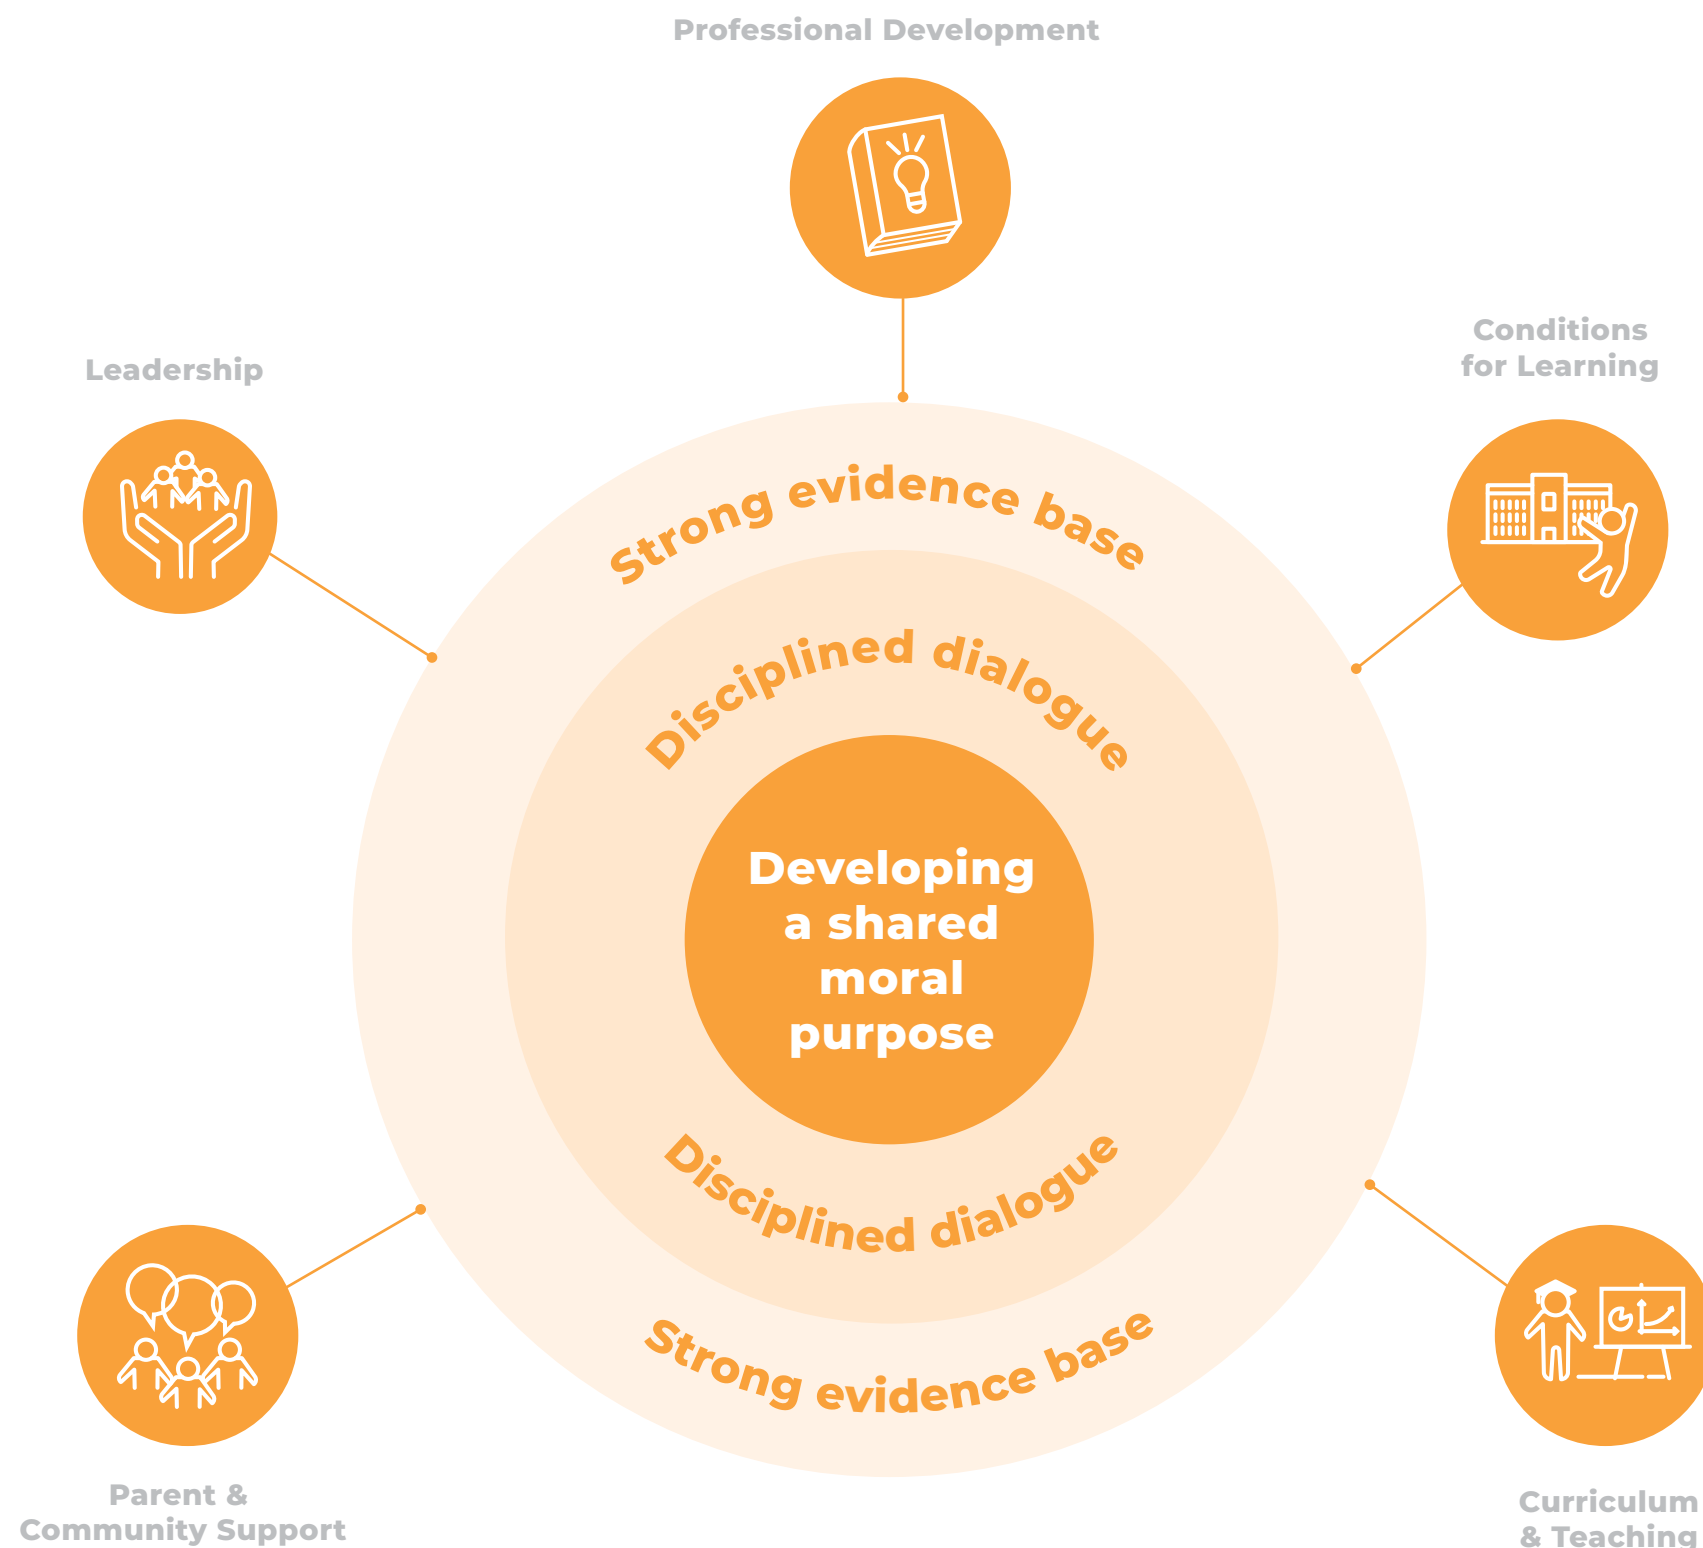 Professional Development
Conditions
for Learning
Leadership
Strong evidence base
Disciplined dialogue
Developing
a shared
moral
purpose
Disciplined dialogue
Strong evidence base
Parent &
Community Support
Curriculum
& Teaching